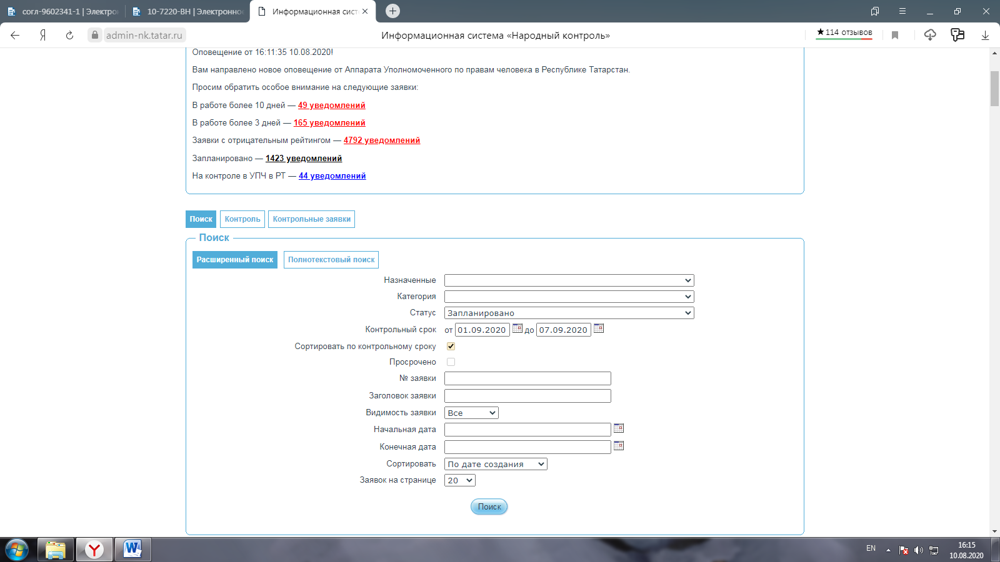 согл-9602341-1 | Электрон
10-7220-ВН | Электронное
Информационная сист
admin-nk.tatar.ru
Информационная система «Народный контроль»
★114 отзывов
Оповещение от 16:11:35 10.08.2020!
Вам направлено новое оповещение от Аппарата Уполномоченного по правам человека в Республике Татарстан.
Просим обратить особое внимание на следующие заявки:
В работе более 10 дней — 49 уведомлений
В работе более 3 дней — 165 уведомлений
Заявки с отрицательным рейтингом — 4792 уведомлений
Запланировано — 1423 уведомлений
На контроле в УПЧ в РТ — 44 уведомлений
Поиск Контроль Контрольные заявки
Поиск
Расширенный поиск Полнотекстовый поиск
Назначенные
Категория
Статус Запланировано
Контрольный срок от 01.09.2020 до 07.09.2020
Сортировать по контрольному сроку
Просрочено
№ заявки
Заголовок заявки
Видимость заявки Все
Начальная дата
Конечная дата
Сортировать По дате создания
Заявок на странице 20
Поиск
EN
16:15
10.08.2020